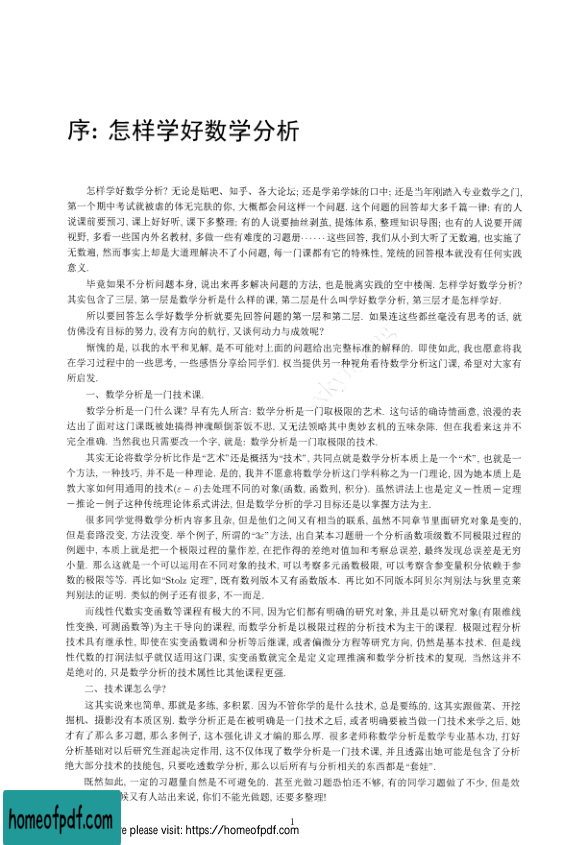 序: 怎样学好数学分析
怎样学好数学分析? 无论是贴吧、知乎、各大论坛; 还是学弟学妹的口中; 还是当年刚踏入专业数学之门,
第一个期中考试就被虐的体无完肤的你, 大概都会问这样一个问题. 这个问题的回答却大多千篇一律: 有的人
说课前要预习, 课上好好听, 课下多整理; 有的人说要抽丝剥茧, 提炼体系, 整理知识导图; 也有的人说要开阔
视野, 多看一些国内外名教材, 多做一些有难度的习题册······这些回答, 我们从小到大听了无数遍, 也实施了
无数遍, 然而事实上却是大道理解决不了小问题, 每一门课都有它的特殊性, 笼统的回答根本就没有任何实践
意义.
毕竟如果不分析问题本身, 说出来再多解决问题的方法, 也是脱离实践的空中楼阁. 怎样学好数学分析?
其实包含了三层, 第一层是数学分析是什么样的课, 第二层是什么叫学好数学分析, 第三层才是怎样学好.
所以要回答怎么学好数学分析就要先回答问题的第一层和第二层. 如果连这些都丝毫没有思考的话, 就
仿佛没有目标的努力, 没有方向的航行, 又谈何动力与成效呢?
惭愧的是, 以我的水平和见解, 是不可能对上面的问题给出完整标准的解释的. 即使如此, 我也愿意将我
在学习过程中的一些思考, 一些感悟分享给同学们. 权当提供另一种视角看待数学分析这门课, 希望对大家有
所启发.
一、数学分析是一门技术课.
数学分析是一门什么课? 早有先人所言: 数学分析是一门取极限的艺术. 这句话的确诗情画意, 浪漫的表
达出了面对这门课既被她搞得神魂颠倒茶饭不思, 又无法领略其中奥妙玄机的五味杂陈. 但在我看来这并不
完全准确. 当然我也只需要改一个字, 就是: 数学分析是一门取极限的技术.
其实无论将数学分析比作是“艺术”还是概括为“技术”, 共同点就是数学分析本质上是一个“术”, 也就是一
个方法, 一种技巧, 并不是一种理论. 是的, 我并不愿意将数学分析这门学科称之为一门理论, 因为她本质上是
教大家如何用通用的技术(ε − δ)去处理不同的对象(函数, 函数列, 积分). 虽然讲法上也是定义−性质−定理
−推论−例子这种传统理论体系式讲法, 但是数学分析的学习目标还是以掌握方法为主.
很多同学觉得数学分析内容多且杂, 但是他们之间又有相当的联系, 虽然不同章节里面研究对象是变的,
但是套路没变, 方法没变. 举个例子, 所谓的“3ε”方法, 出自某本习题册一个分析函数项级数不同极限过程的
例题中, 本质上就是把一个极限过程的量作差, 在把作得的差绝对值加和考察总误差, 最终发现总误差是无穷
小量. 那么这就是一个可以运用在不同对象的技术, 可以考察多元函数极限, 可以考察含参变量积分依赖于参
数的极限等等. 再比如“Stolz 定理”, 既有数列版本又有函数版本. 再比如不同版本阿贝尔判别法与狄里克莱
判别法的证明. 类似的例子还有很多, 不一而足.
而线性代数实变函数等课程有极大的不同, 因为它们都有明确的研究对象, 并且是以研究对象(有限维线
性变换, 可测函数等)为主干导向的课程, 而数学分析是以极限过程的分析技术为主干的课程. 极限过程分析
技术具有继承性, 即使在实变函数调和分析等后继课, 或者偏微分方程等研究方向, 仍然是基本技术. 但是线
性代数的打洞法似乎就仅适用这门课, 实变函数就完全是定义定理推演和数学分析技术的复现. 当然这并不
是绝对的, 只是数学分析的技术属性比其他课程更强.
二、技术课怎么学?
这其实说来也简单, 那就是多练, 多积累. 因为不管你学的是什么技术, 总是要练的, 这其实跟做菜、开挖
掘机、摄影没有本质区别. 数学分析正是在被明确是一门技术之后, 或者明确要被当做一门技术来学之后, 她
才有了那么多习题, 那么多例子, 这本强化讲义才编的那么厚. 很多老师称数学分析是数学专业基本功, 打好
分析基础对以后研究生涯起决定作用, 这不仅体现了数学分析是一门技术课, 并且透露出她可能是包含了分析
绝大部分技术的技能包, 只要吃透数学分析, 那么以后所有与分析相关的东西都是“套娃”.
既然如此, 一定的习题量自然是不可避免的. 甚至光做习题恐怕还不够, 有的同学习题做了不少, 但是效
候又有人站出来说, 你们不能光做题, 还要多整理!
1
homeofpdf.com
re please visit: https://homeofpdf.com